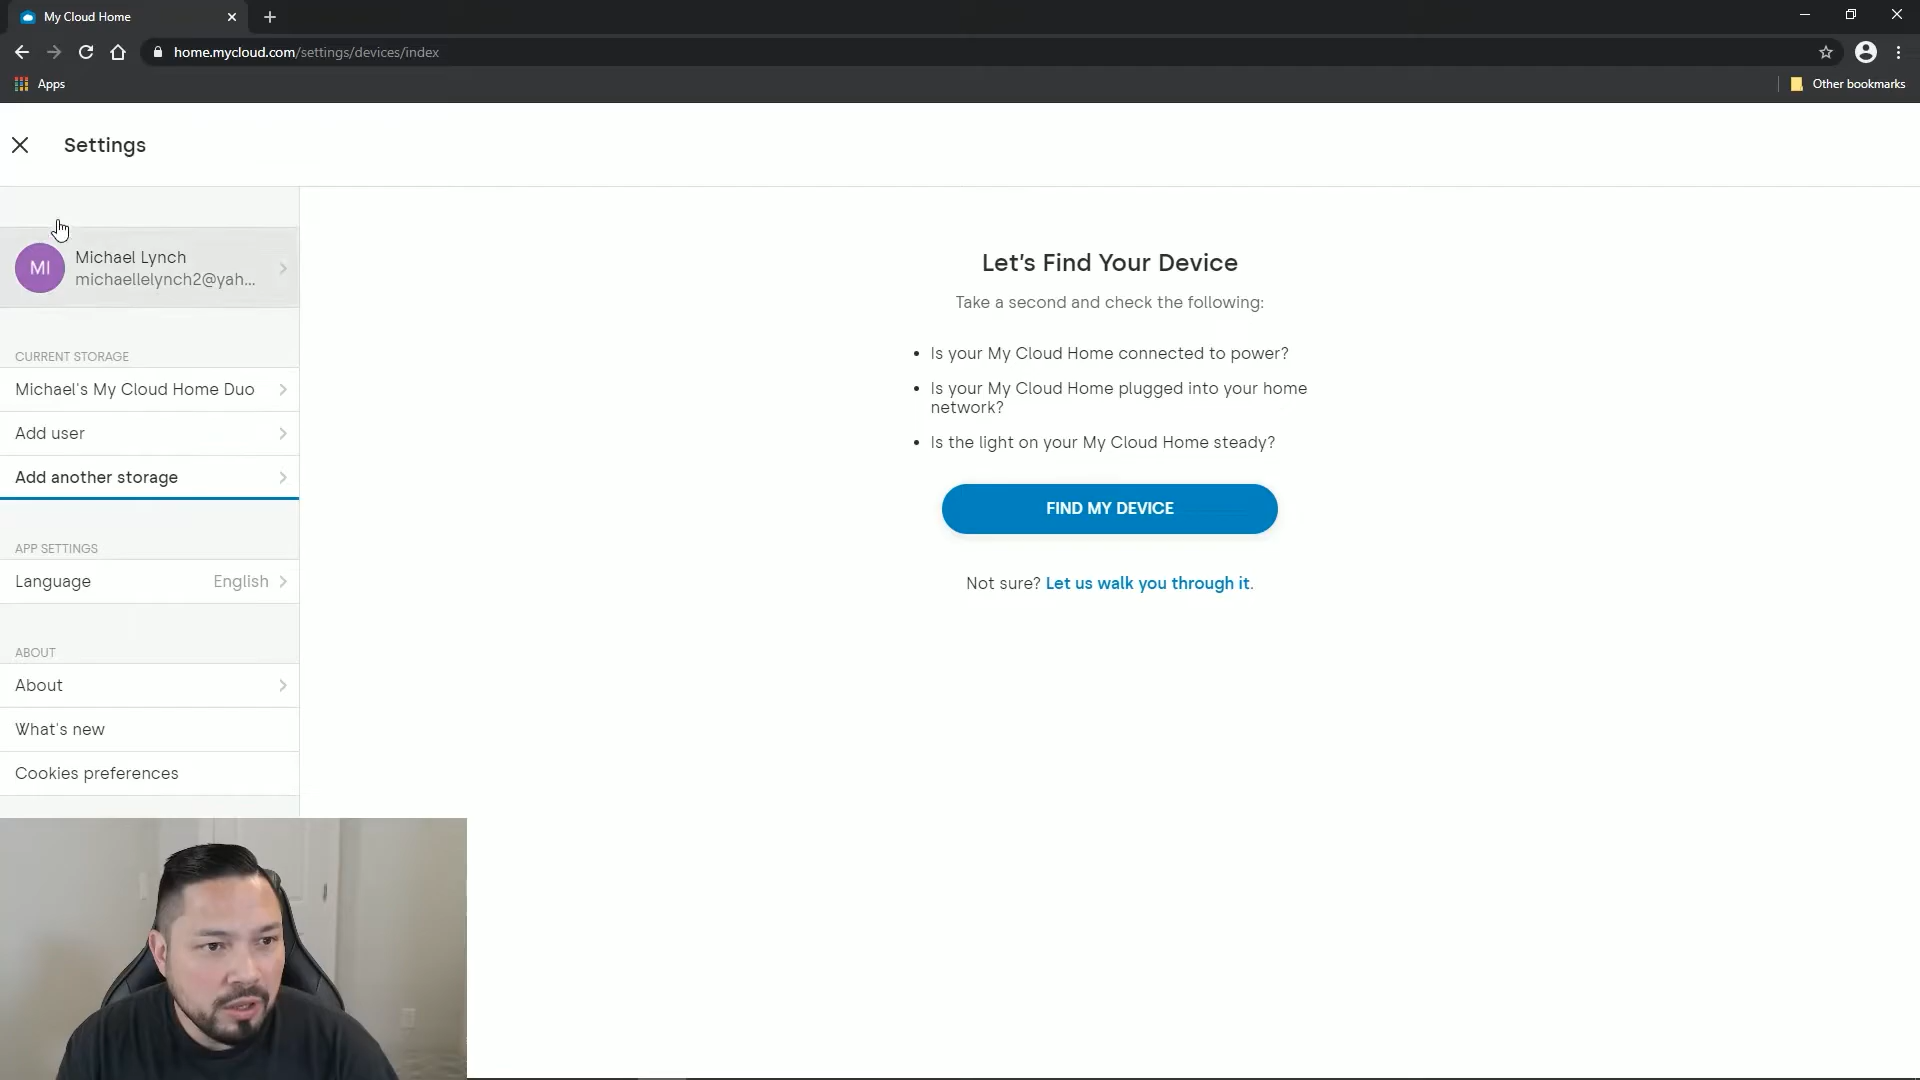 My Cloud Home
home.mycloud.com/settings/devices/index
Apps
Other bookmarks
Settings
MI
Michael Lynch
michaellelynch2@yah...
CURRENT STORAGE
Michael's My Cloud Home Duo
Add user
Add another storage
APP SETTINGS
Language English
ABOUT
About
What's new
Cookies preferences
Let's Find Your Device
Take a second and check the following:
• Is your My Cloud Home connected to power?
• Is your My Cloud Home plugged into your home
network?
• Is the light on your My Cloud Home steady?
FIND MY DEVICE
Not sure? Let us walk you through it.